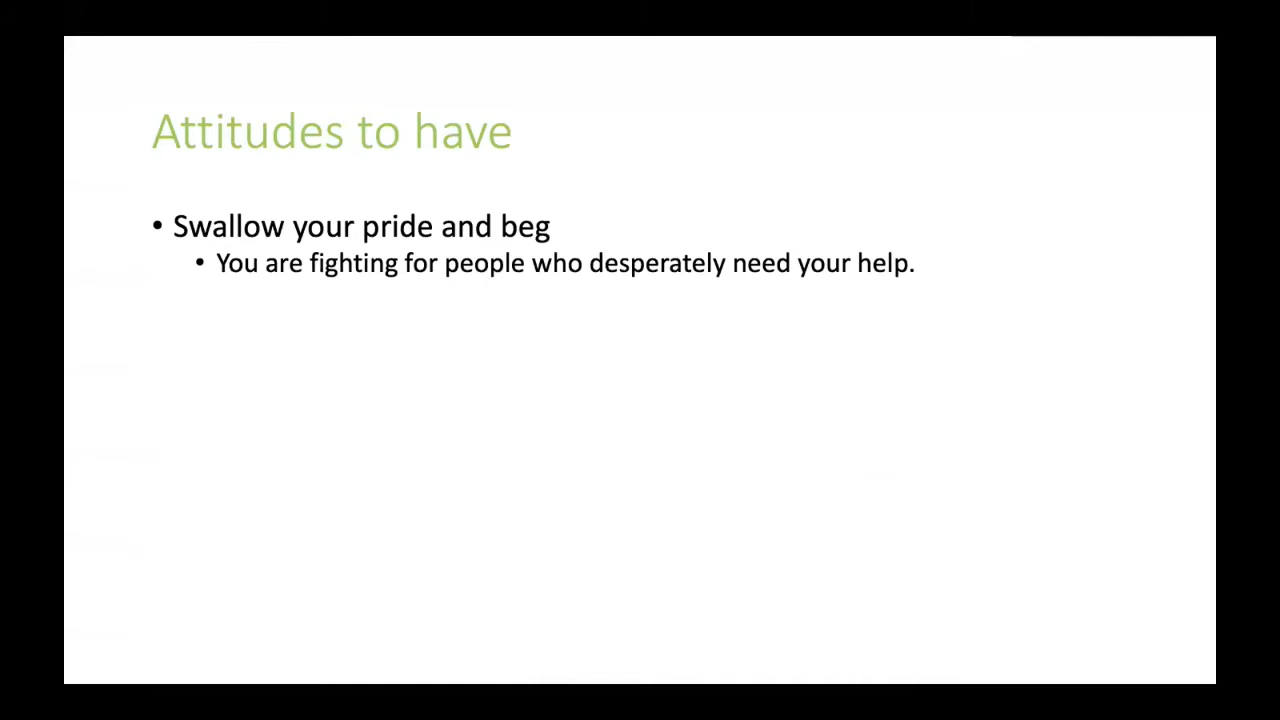 Attitudes to have
• Swallow your pride and beg
• You are fighting for people who desperately need your help.